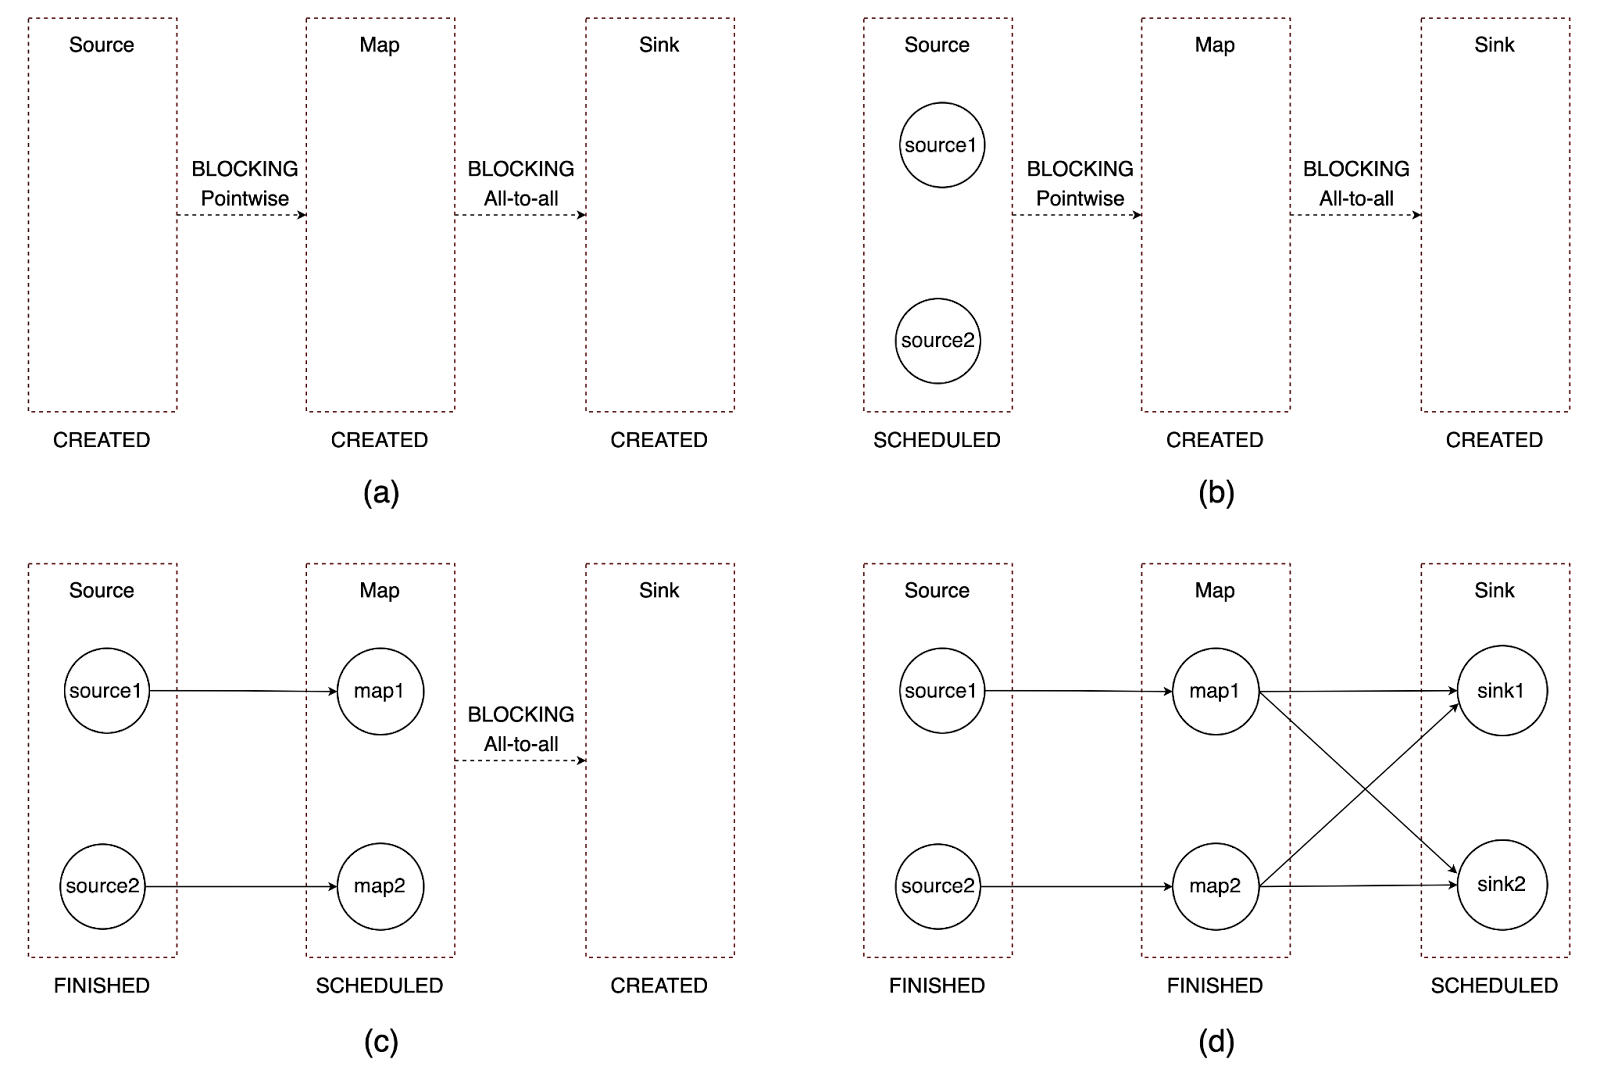 Source
Map
Sink
BLOCKING
Pointwise
BLOCKING
All-to-all
CREATED
CREATED
CREATED
(a)
Source
Map
Sink
source1
source2
BLOCKING
Pointwise
BLOCKING
All-to-all
SCHEDULED
CREATED
CREATED
(b)
Source
Map
Sink
source1
map1
BLOCKING
All-to-all
source2
map2
FINISHED
SCHEDULED
CREATED
(c)
Source
Map
Sink
source1
map1
sink1
source2
map2
sink2
FINISHED
FINISHED
SCHEDULED
(d)